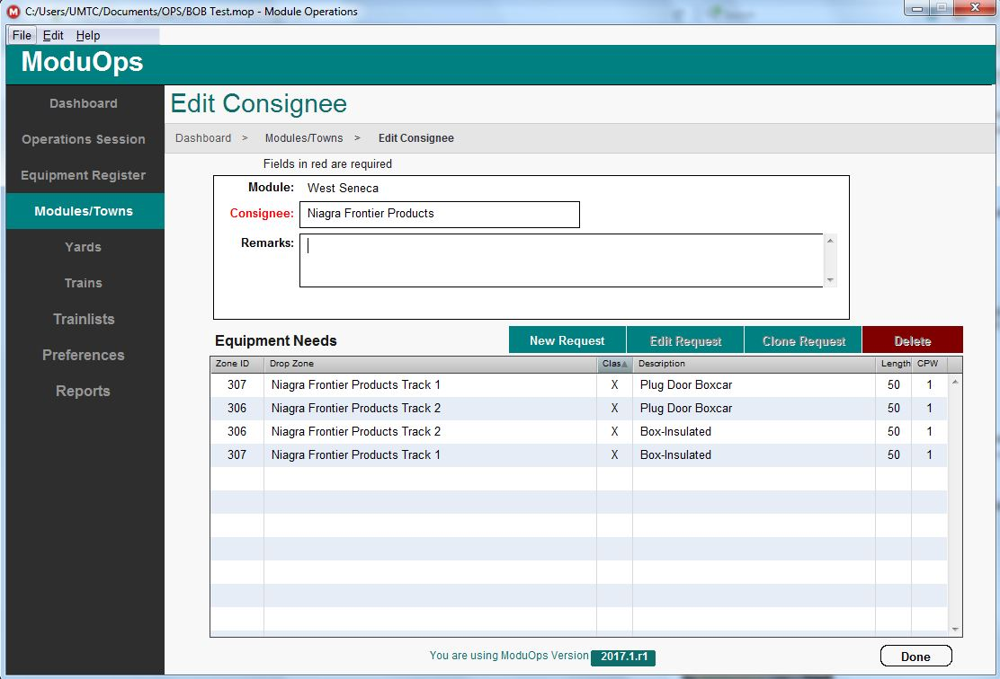 C:/Users/UMTC/Documents/OPS/BOB Test.mop - Module Operations
File Edit Help
ModuOps
Dashboard
Operations Session
Equipment Register
Modules/Towns
Yards
Trains
Trainlists
Preferences
Reports
Edit Consignee
Dashboard > Modules/Towns > Edit Consignee
Fields in red are required
Module: West Seneca
Consignee: Niagra Frontier Products
Remarks:
Equipment Needs New Request Edit Request Clone Request Delete
Zone ID Drop Zone Clas▲ Description Length CPW
307 Niagra Frontier Products Track 1 X Plug Door Boxcar 50 1
306 Niagra Frontier Products Track 2 X Plug Door Boxcar 50 1
306 Niagra Frontier Products Track 2 X Box-Insulated 50 1
307 Niagra Frontier Products Track 1 X Box-Insulated 50 1
You are using ModuOps Version 2017.1.r1 Done